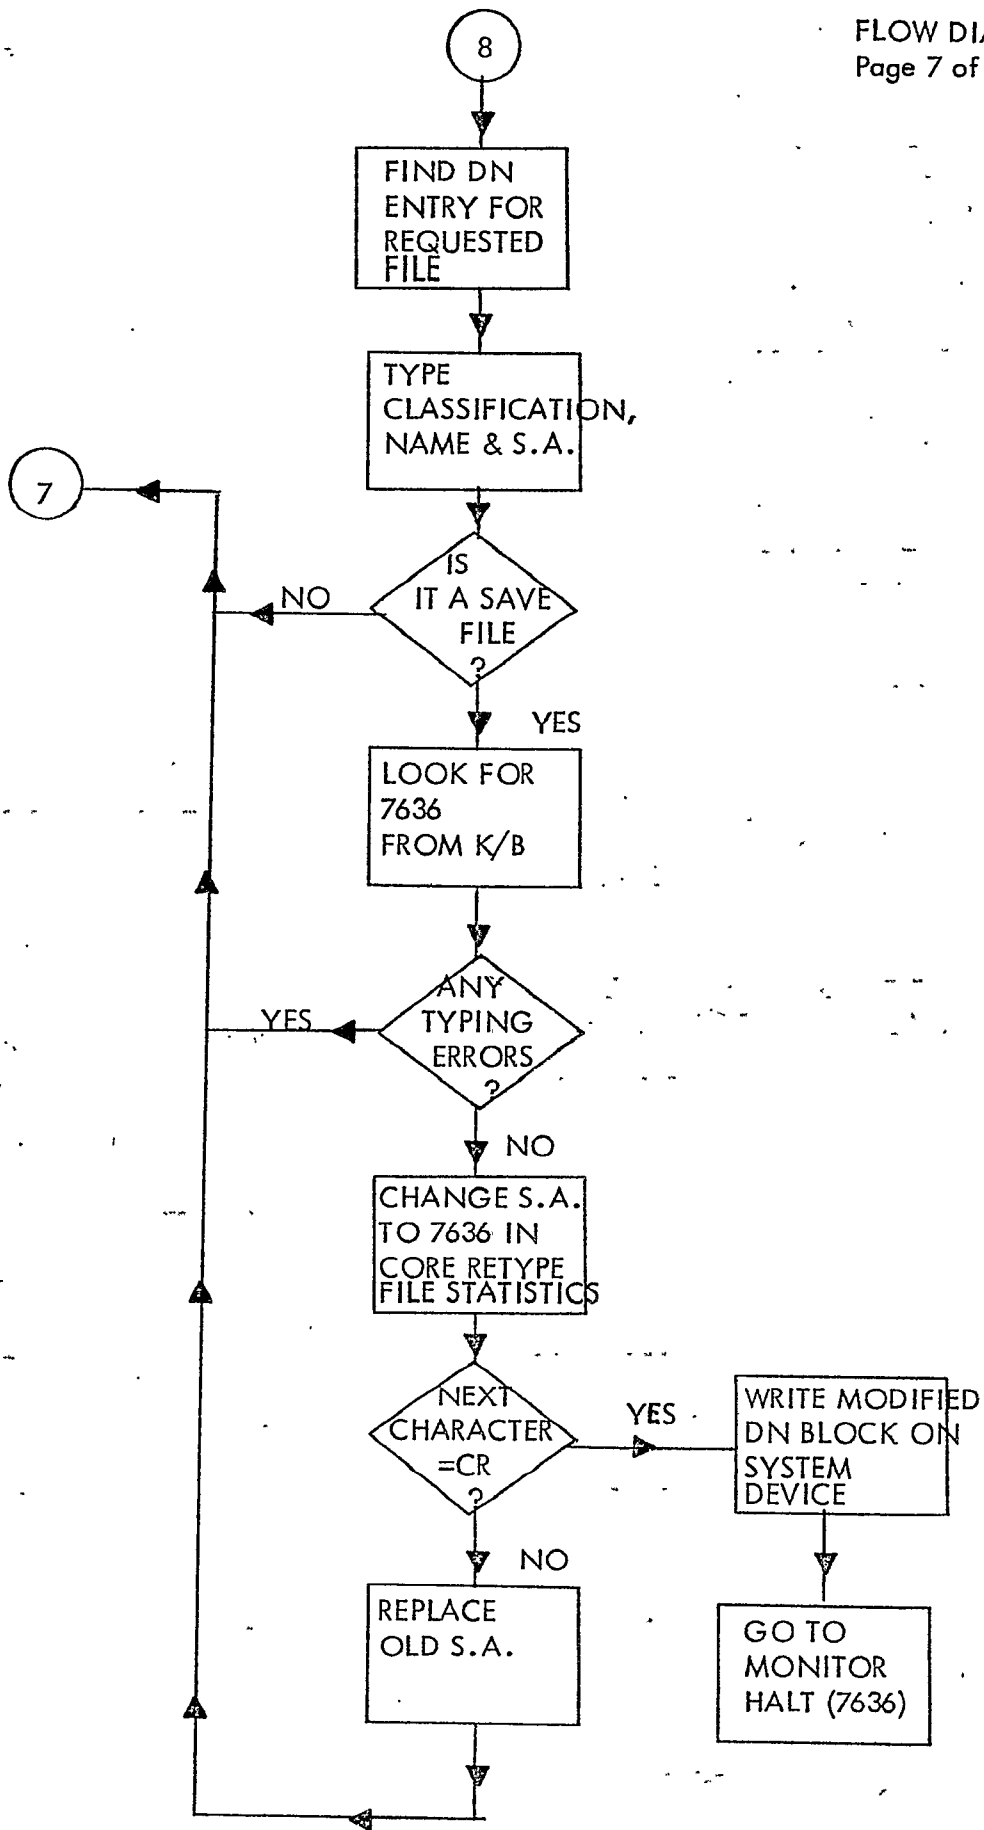 8
FLOW DI
Page 7 of
FIND DN
ENTRY FOR
REQUESTED
FILE
TYPE
CLASSIFICATION,
NAME & S.A.
7
IS
IT A SAVE
FILE
?
NO
YES
LOOK FOR
7636
FROM K/B
ANY
TYPING
ERRORS
?
YES
NO
CHANGE S.A.
TO 7636 IN
CORE RETYPE
FILE STATISTICS
NEXT
CHARACTER
=CR
?
YES
WRITE MODIFIED
DN BLOCK ON
SYSTEM
DEVICE
NO
REPLACE
OLD S.A.
GO TO
MONITOR
HALT (7636)